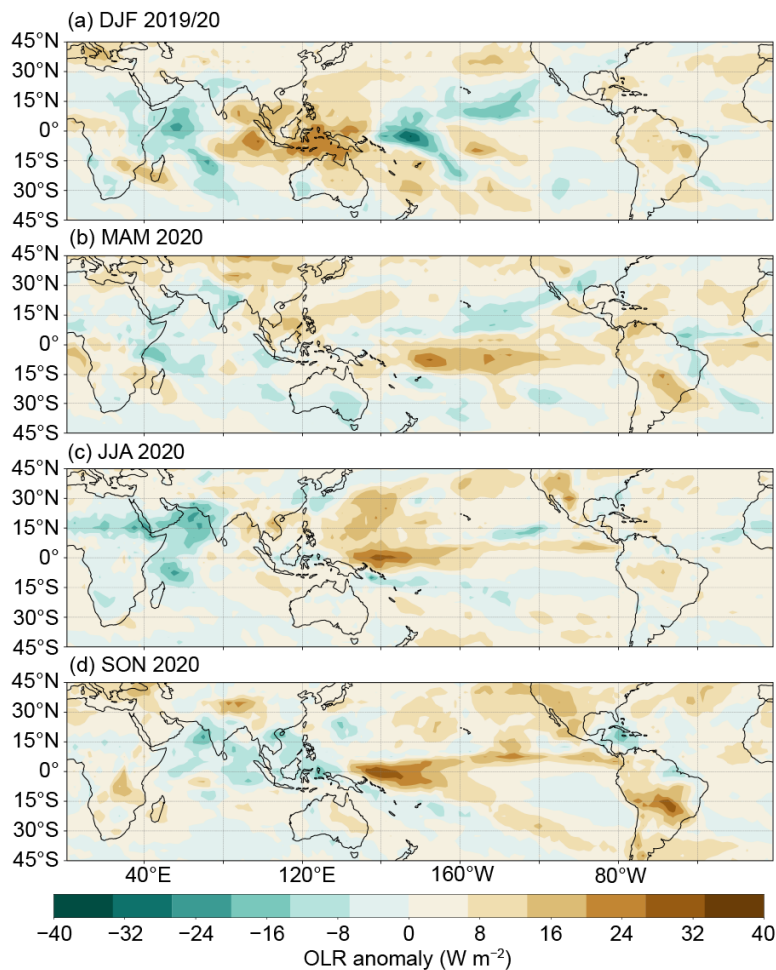 (a) DJF 2019/20
45°N
30°N
15°N
0°
15°S
30°S
45°S
(b) MAM 2020
45°N
30°N
15°N
0°
15°S
30°S
45°S
(c) JJA 2020
45°N
30°N
15°N
0°
15°S
30°S
45°S
(d) SON 2020
45°N
30°N
15°N
0°
15°S
30°S
45°S
40°E 120°E 160°W 80°W
−40 −32 −24 −16 −8 0 8 16 24 32 40
OLR anomaly (W m⁻²)